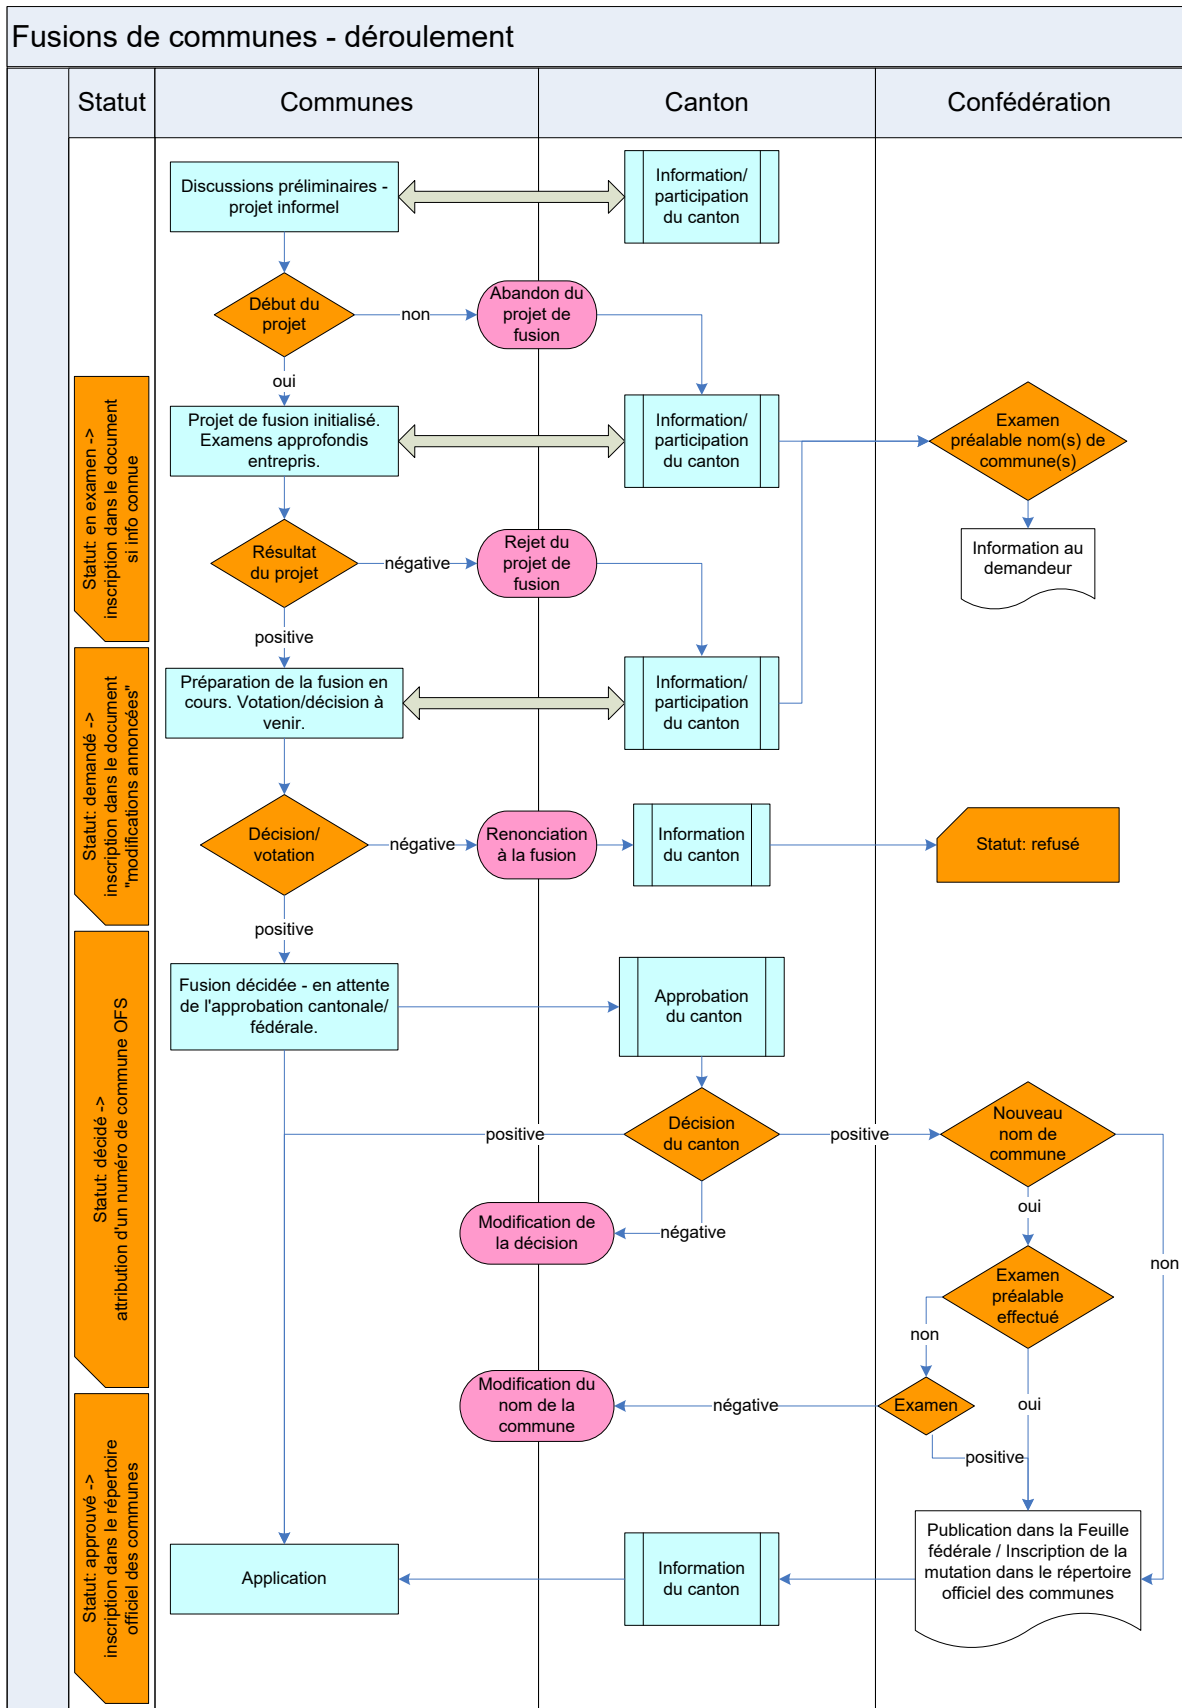 Fusions de communes - déroulement
Statut
Communes
Canton
Confédération
Discussions préliminaires -
projet informel
Information/
participation
du canton
Début du
projet
non
Abandon du
projet de
fusion
oui
Statut: en examen ->
inscription dans le document
si info connue
Projet de fusion initialisé.
Examens approfondis
entrepris.
Information/
participation
du canton
Examen
préalable nom(s) de
commune(s)
Résultat
du projet
négative
Rejet du
projet de
fusion
Information au
demandeur
positive
Statut: demandé ->
inscription dans le document
"modifications annoncées"
Préparation de la fusion en
cours. Votation/décision à
venir.
Information/
participation
du canton
Décision/
votation
négative
Renonciation
à la fusion
Information
du canton
Statut: refusé
positive
Statut: décidé ->
attribution d'un numéro de commune OFS
Fusion décidée - en attente
de l'approbation cantonale/
fédérale.
Approbation
du canton
positive
Décision
du canton
positive
Nouveau
nom de
commune
Modification de
la décision
négative
oui
non
Examen
préalable
effectué
non
Modification du
nom de la
commune
négative
Examen
oui
positive
Statut: approuvé ->
inscription dans le répertoire
officiel des communes
Application
Information
du canton
Publication dans la Feuille
fédérale / Inscription de la
mutation dans le répertoire
officiel des communes